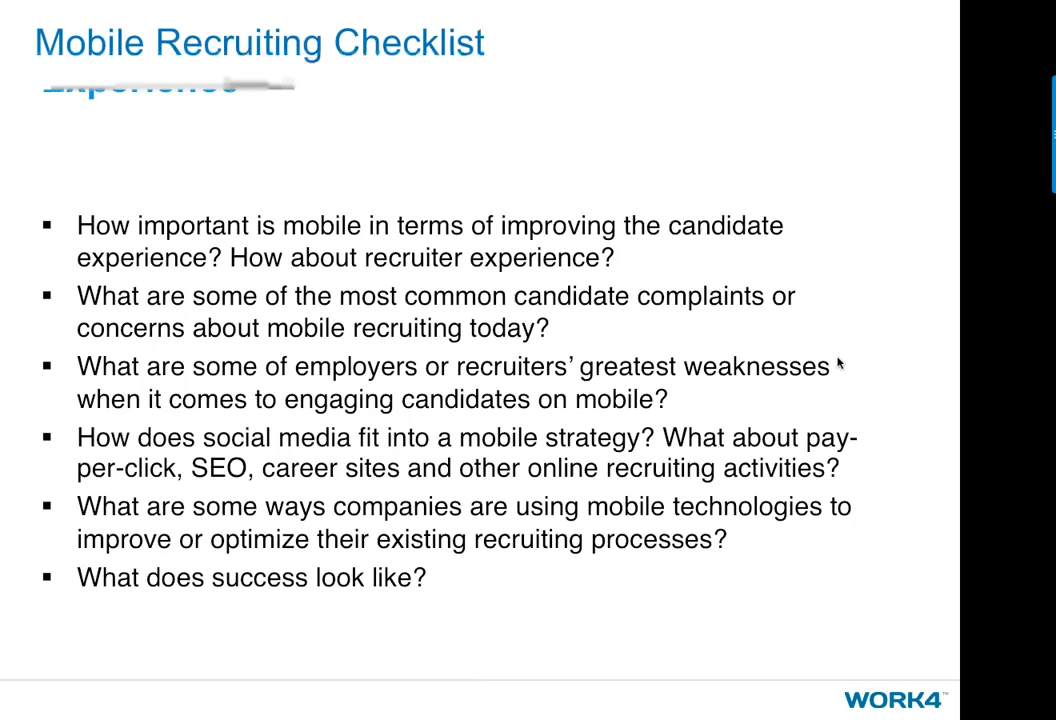 Mobile Recruiting Checklist
▪ How important is mobile in terms of improving the candidate
experience? How about recruiter experience?
▪ What are some of the most common candidate complaints or
concerns about mobile recruiting today?
▪ What are some of employers or recruiters’ greatest weaknesses
when it comes to engaging candidates on mobile?
▪ How does social media fit into a mobile strategy? What about pay-
per-click, SEO, career sites and other online recruiting activities?
▪ What are some ways companies are using mobile technologies to
improve or optimize their existing recruiting processes?
▪ What does success look like?
WORK4™